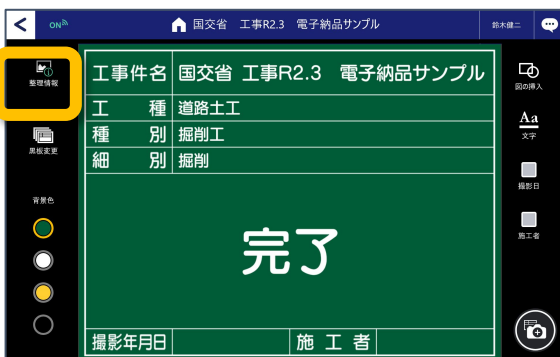 ON
国交省 工事R2.3 電子納品サンプル
鈴木健二
整理情報
黒板変更
背景色
工事件名 国交省 工事R2.3 電子納品サンプル
工 種 道路土工
種 別 掘削工
細 別 掘削
完了
撮影年月日 施 工 者
図の挿入
Aa
文字
撮影日
施工者